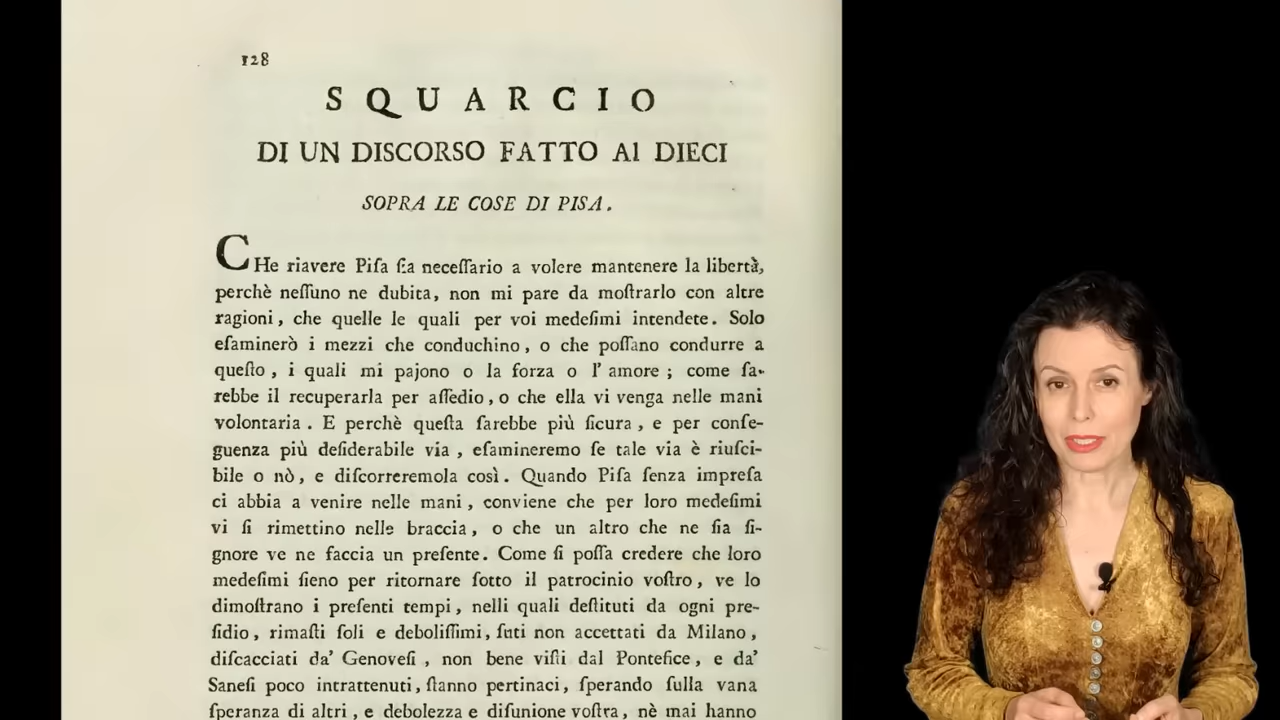 128
SQUARCIO
DI UN DISCORSO FATTO AI DIECI
SOPRA LE COSE DI PISA.
CHe riavere Piſa ſia neceſſario a volere mantenere la libertà,
perchè neſſuno ne dubita, non mi pare da moſtrarlo con altre
ragioni, che quelle le quali per voi medeſimi intendete. Solo
eſaminerò i mezzi che conduchino, o che poſſano condurre a
queſto, i quali mi pajono o la forza o l' amore; come ſa-
rebbe il recuperarla per aſſedio, o che ella vi venga nelle mani
volontaria. E perchè queſta ſarebbe più ſicura, e per conſe-
guenza più deſiderabile via, eſamineremo ſe tale via è riuſci-
bile o nò, e diſcorreremola così. Quando Piſa ſenza impreſa
ci abbia a venire nelle mani, conviene che per loro medeſimi
vi ſi rimettino nelle braccia, o che un altro che ne ſia ſi-
gnore ve ne faccia un preſente. Come ſi poſſa credere che loro
medeſimi ſieno per ritornare ſotto il patrocinio voſtro, ve lo
dimoſtrano i preſenti tempi, nelli quali deſtituti da ogni pre-
ſidio, rimaſti ſoli e deboliſſimi, ſuti non accettati da Milano,
diſcacciati da' Genoveſi, non bene viſti dal Pontefice, e da'
Saneſi poco intrattenuti, ſtanno pertinaci, ſperando ſulla vana
ſperanza di altri, e debolezza e diſunione voſtra, nè mai hanno